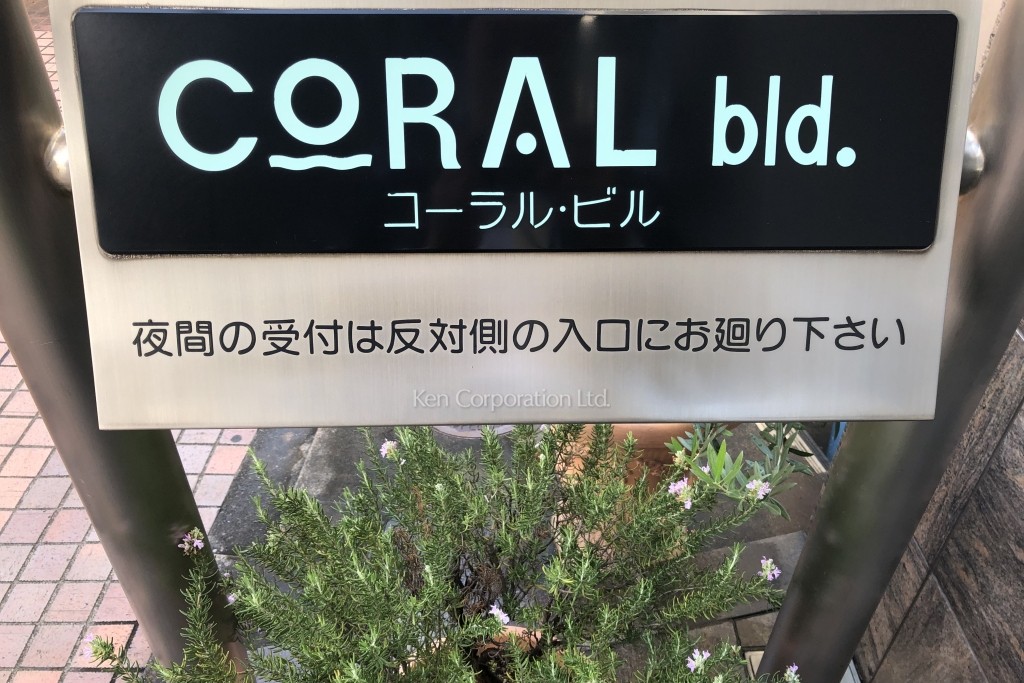 CORAL bld.
コーラル・ビル
夜間の受付は反対側の入口にお廻り下さい
Ken Corporation Ltd.